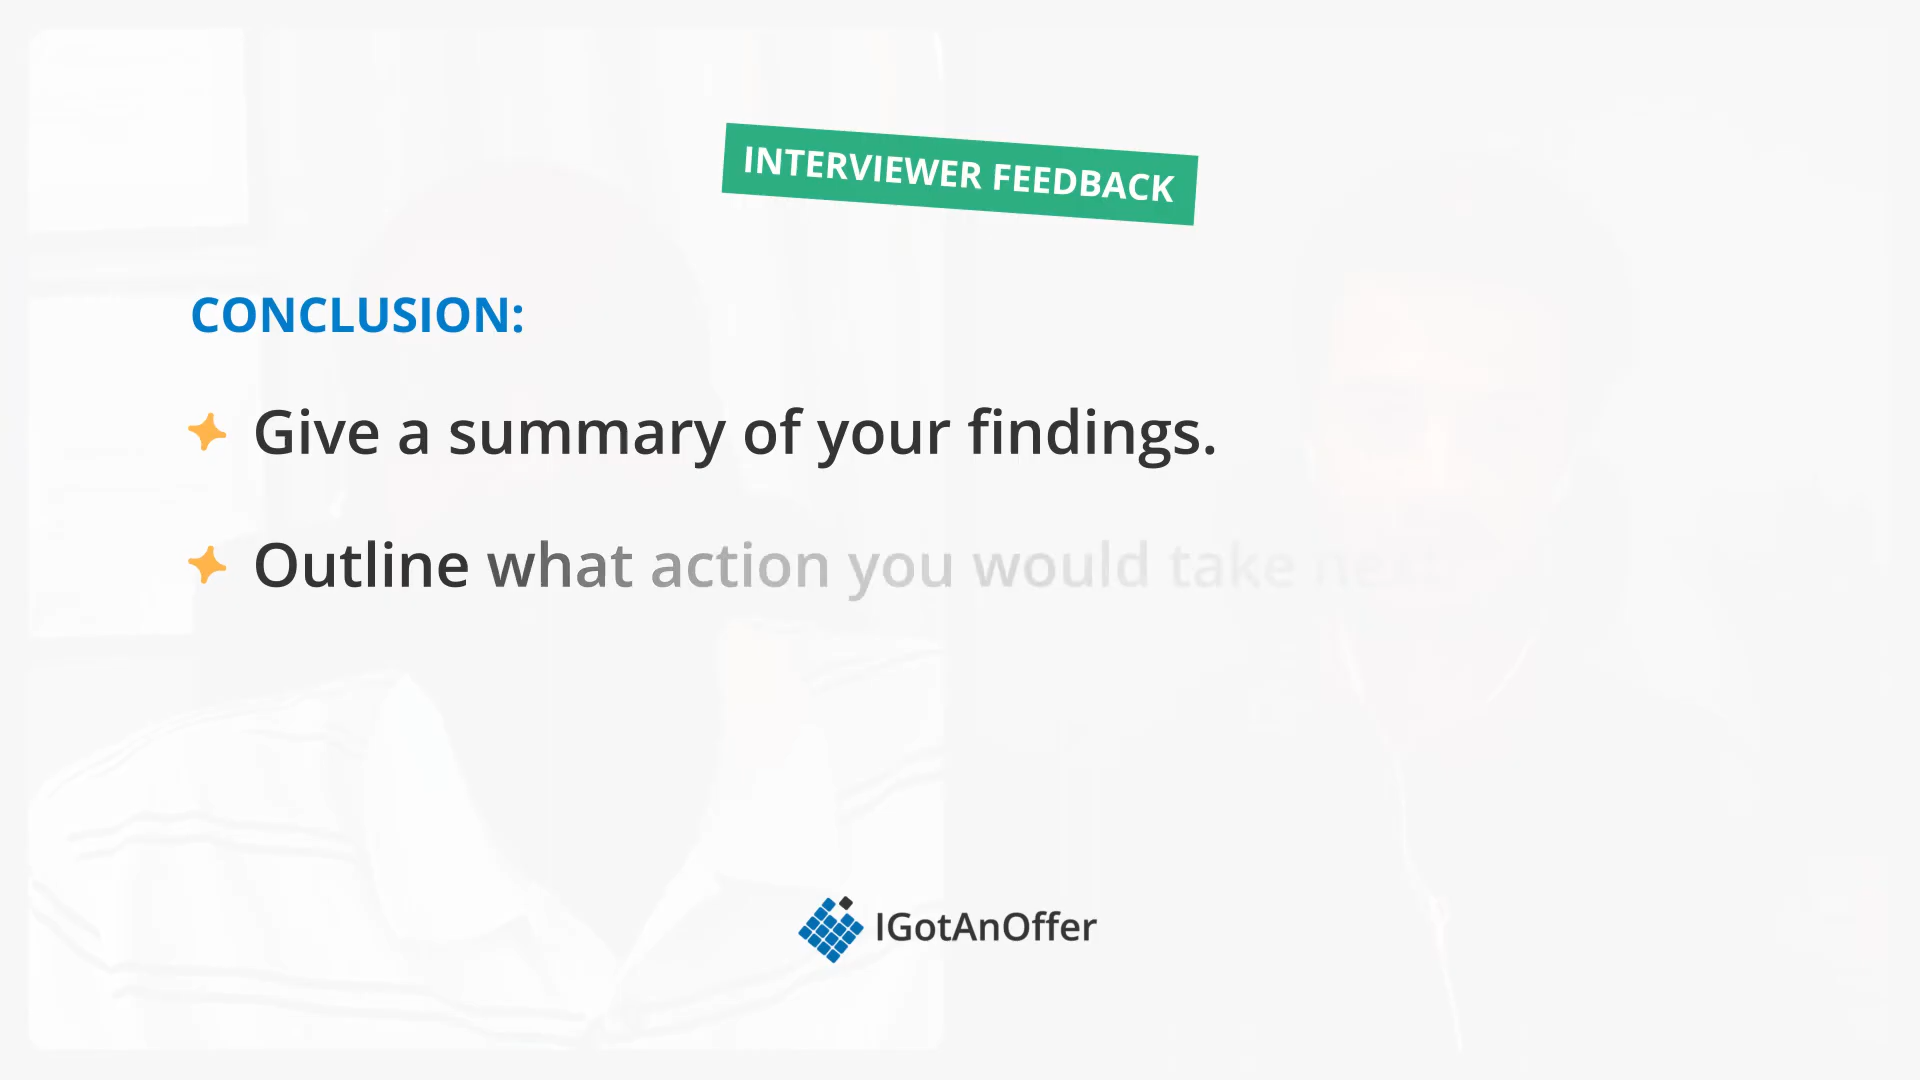 INTERVIEWER FEEDBACK
CONCLUSION:
Give a summary of your findings.
Outline what action you would take
IGotAnOffer